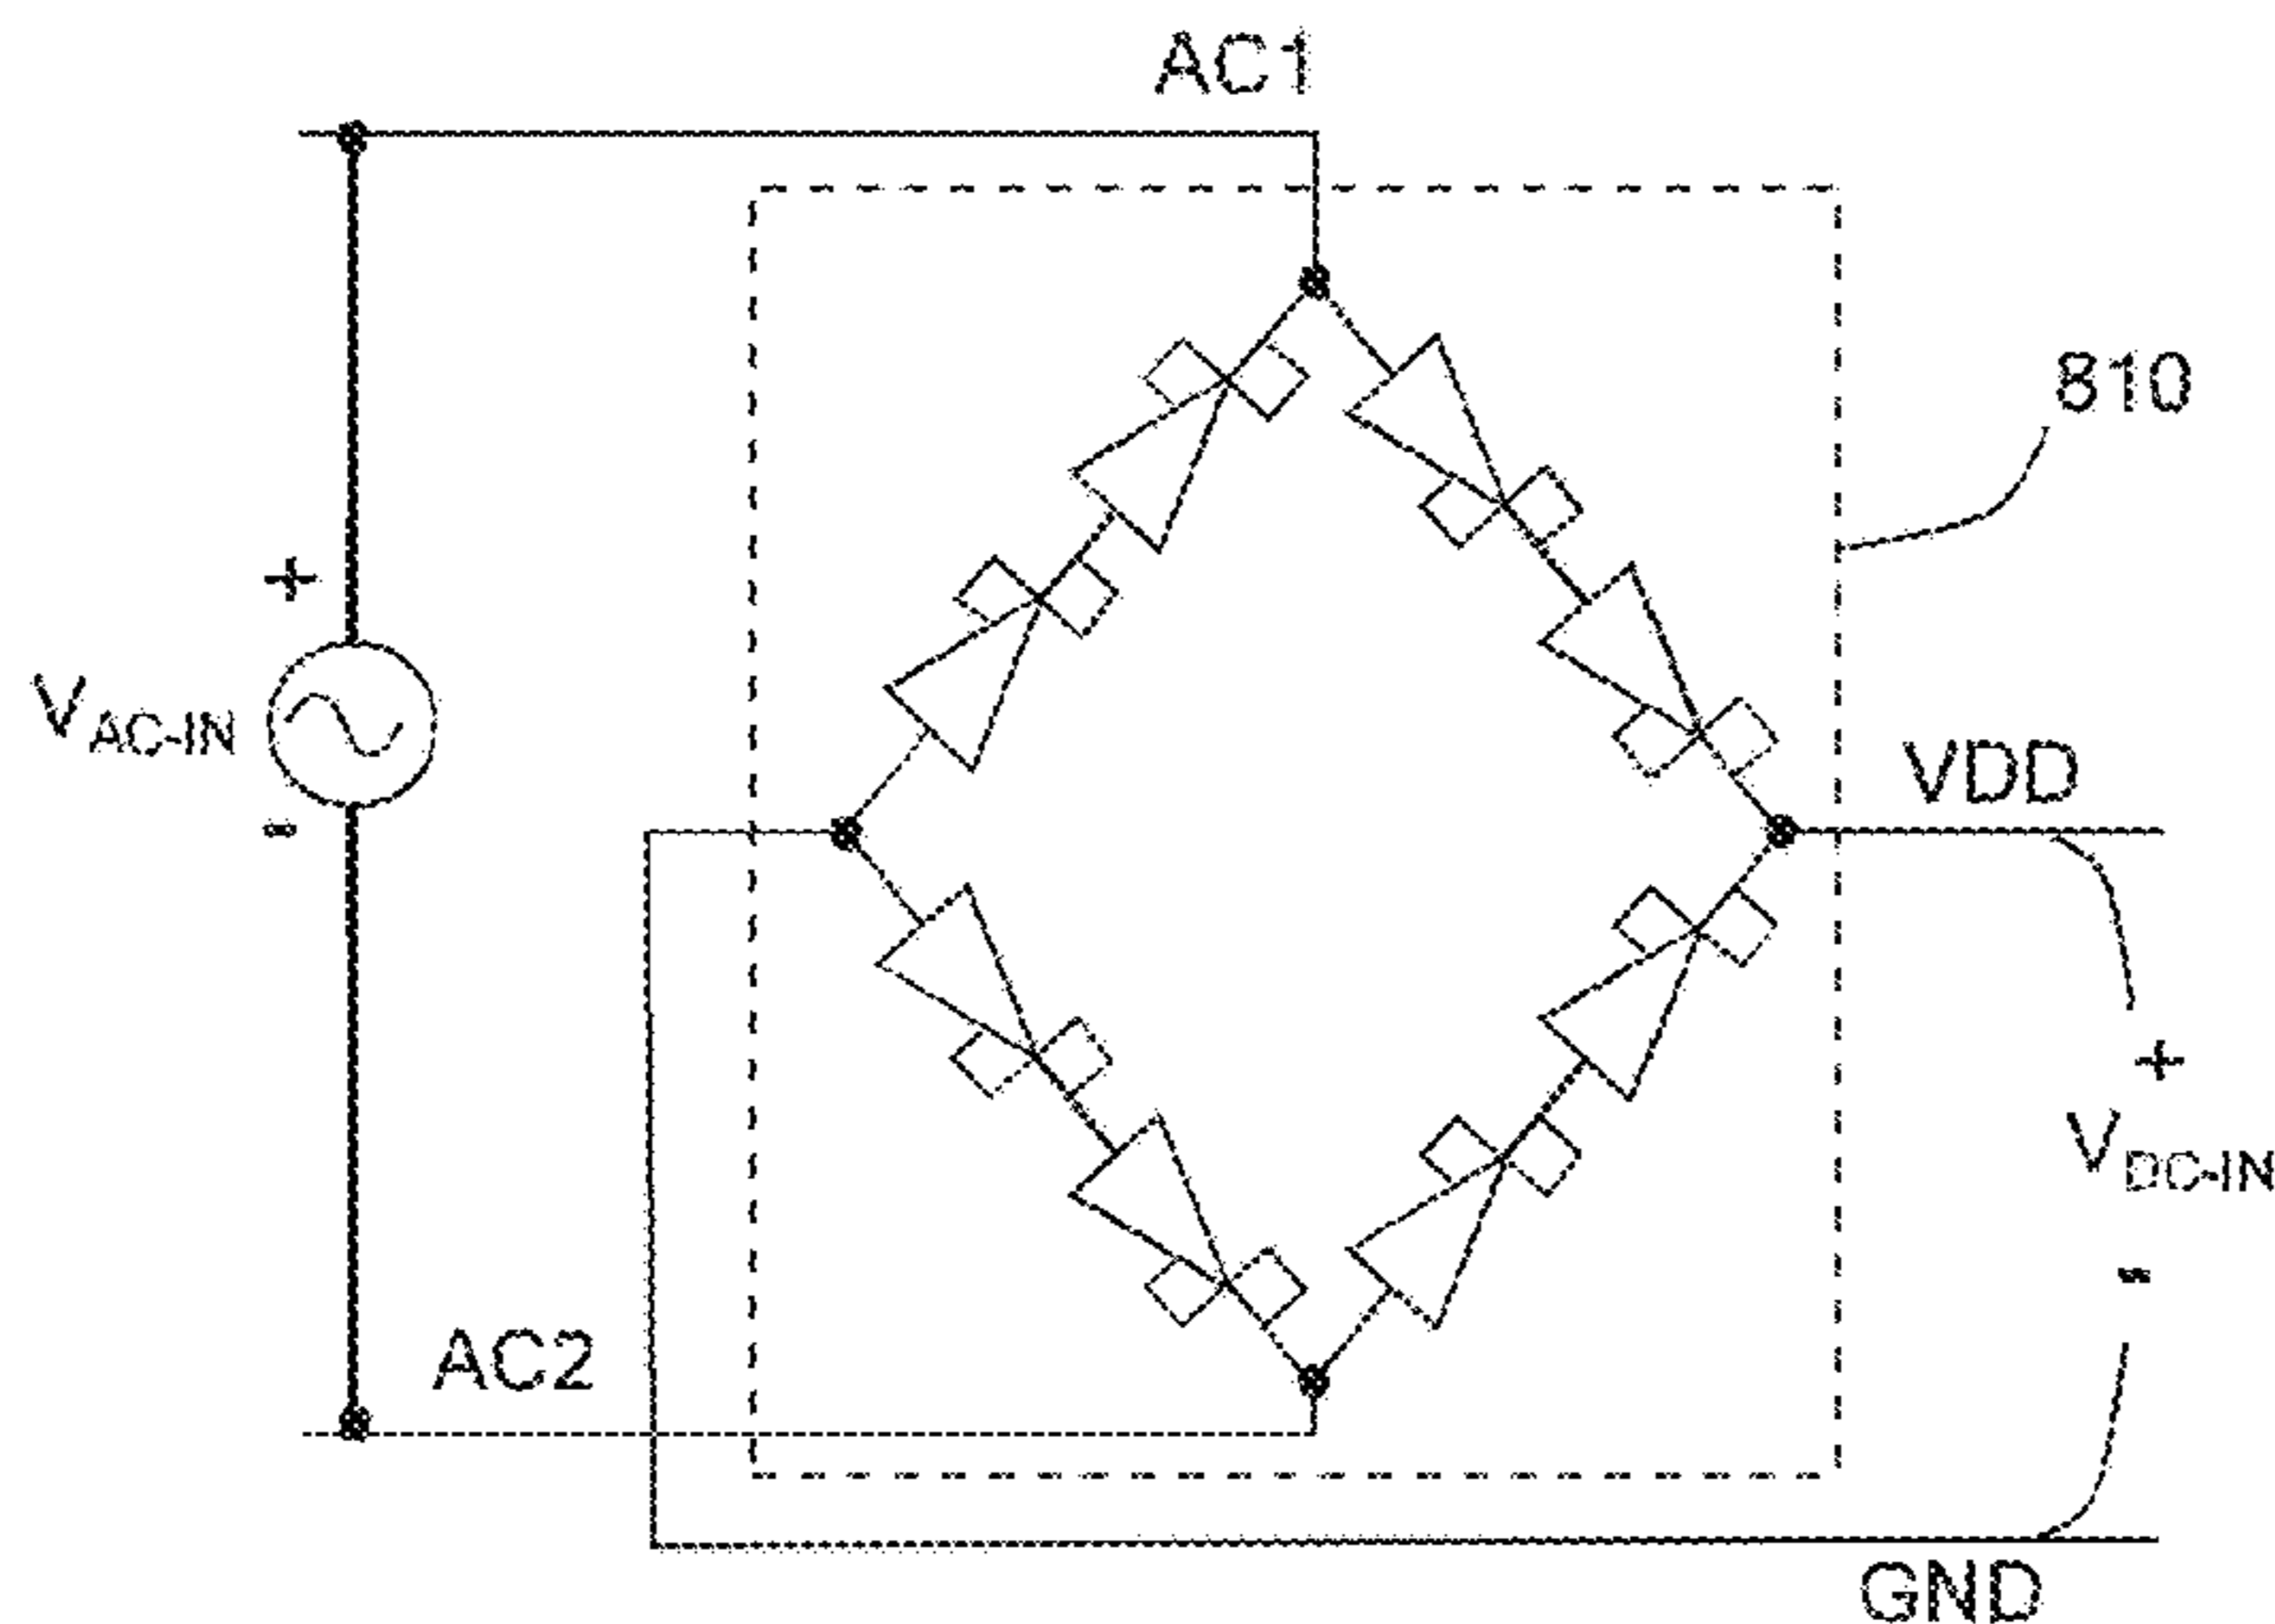 AC1
810
+
VAC-IN
-
VDD
+
VDC-IN
-
AC2
GND